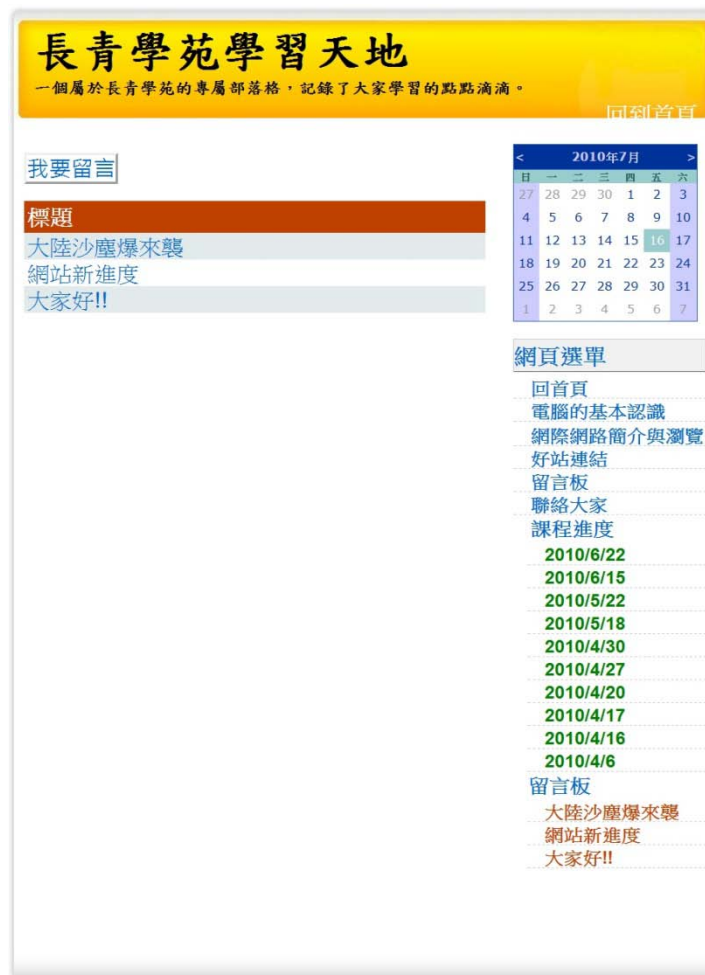 長青學苑學習天地
一個屬於長青學苑的專屬部落格,記錄了大家學習的點點滴滴。
回到首頁
我要留言
標題
大陸沙塵爆來襲
網站新進度
大家好!!
< 2010年7月 >
日 一 二 三 四 五 六
27 28 29 30 1 2 3
4 5 6 7 8 9 10
11 12 13 14 15 16 17
18 19 20 21 22 23 24
25 26 27 28 29 30 31
1 2 3 4 5 6 7
網頁選單
回首頁
電腦的基本認識
網際網路簡介與瀏覽
好站連結
留言板
聯絡大家
課程進度
2010/6/22
2010/6/15
2010/5/22
2010/5/18
2010/4/30
2010/4/27
2010/4/20
2010/4/17
2010/4/16
2010/4/6
留言板
大陸沙塵爆來襲
網站新進度
大家好!!